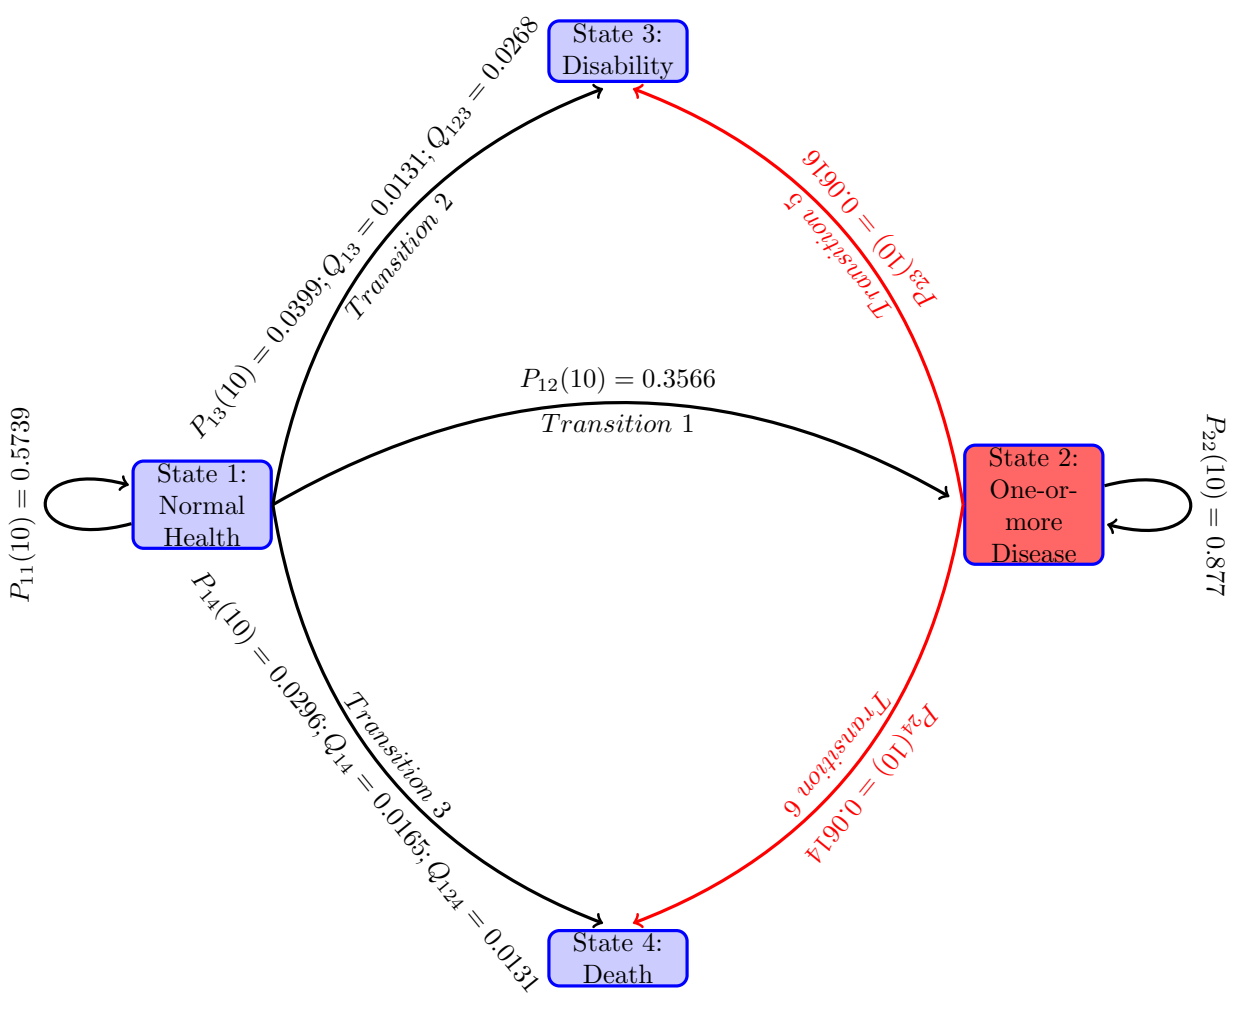 State 3:
Disability
P₁₃(10) = 0.0399; Q₁₃ = 0.0131; Q₁₂₃ = 0.0268
Transition 2
P₂₃(10) = 0.0616
Transition 5
P₁₂(10) = 0.3566
Transition 1
P₁₁(10) = 0.5739
State 1:
Normal
Health
State 2:
One-or-
more
Disease
P₂₂(10) = 0.877
P₁₄(10) = 0.0296; Q₁₄ = 0.0165; Q₁₂₄ = 0.0131
Transition 3
Transition 6
P₂₄(10) = 0.0614
State 4:
Death